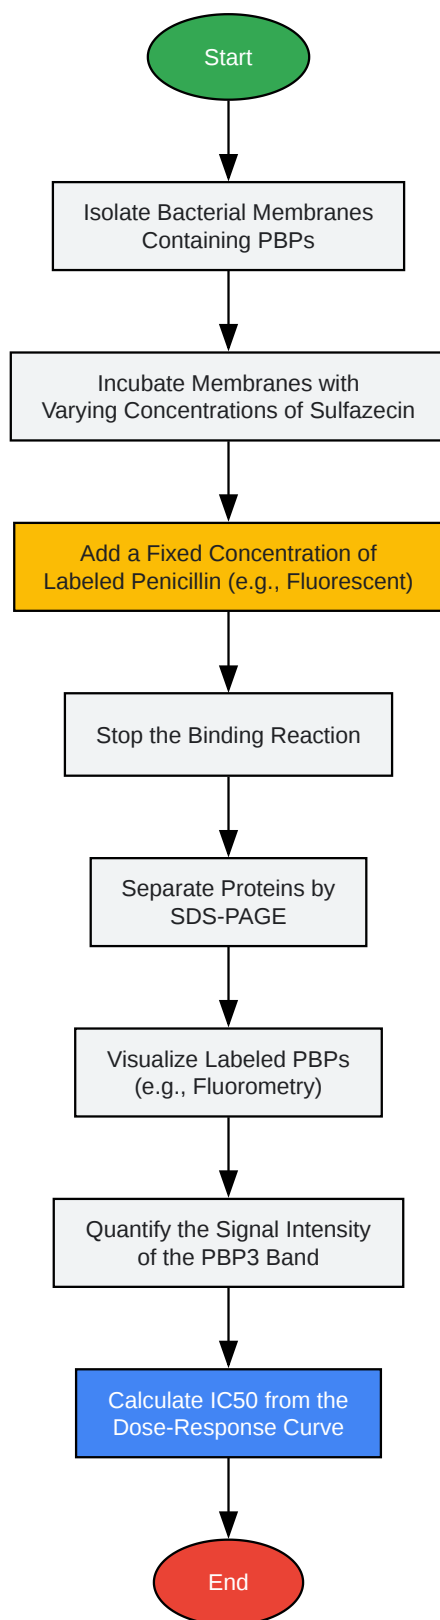 Start
Isolate Bacterial Membranes
Containing PBPs
Incubate Membranes with
Varying Concentrations of Sulfazecin
Add a Fixed Concentration of
Labeled Penicillin (e.g., Fluorescent)
Stop the Binding Reaction
Separate Proteins by
SDS-PAGE
Visualize Labeled PBPs
(e.g., Fluorometry)
Quantify the Signal Intensity
of the PBP3 Band
Calculate IC50 from the
Dose-Response Curve
End